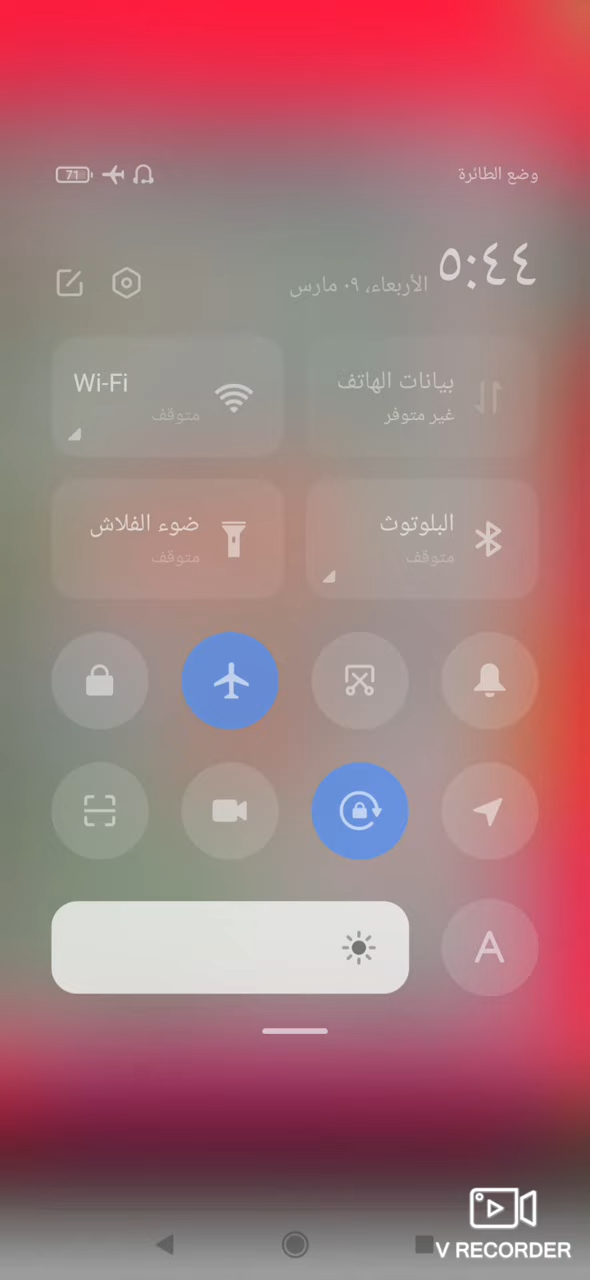 وضع الطائرة
71
٥:٤٤
الأربعاء، ٠٩ مارس
بيانات الهاتف
غير متوفر
Wi-Fi
متوقف
البلوتوث
متوقف
ضوء الفلاش
متوقف
A
V RECORDER